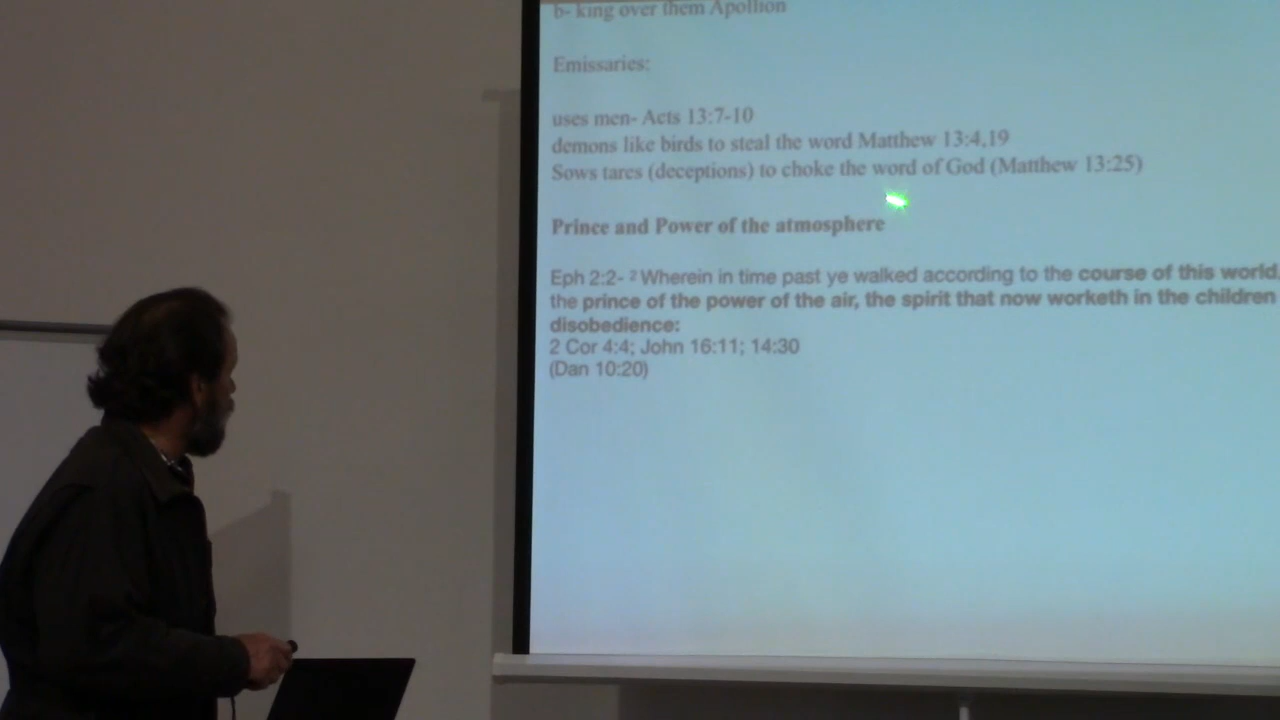 b- king over them Apollion
Emissaries:
uses men- Acts 13:7-10
demons like birds to steal the word Matthew 13:4,19
Sows tares (deceptions) to choke the word of God (Matthew 13:25)
Prince and Power of the atmosphere
Eph 2:2- ² Wherein in time past ye walked according to the course of this world,
the prince of the power of the air, the spirit that now worketh in the children
disobedience:
2 Cor 4:4; John 16:11; 14:30
(Dan 10:20)